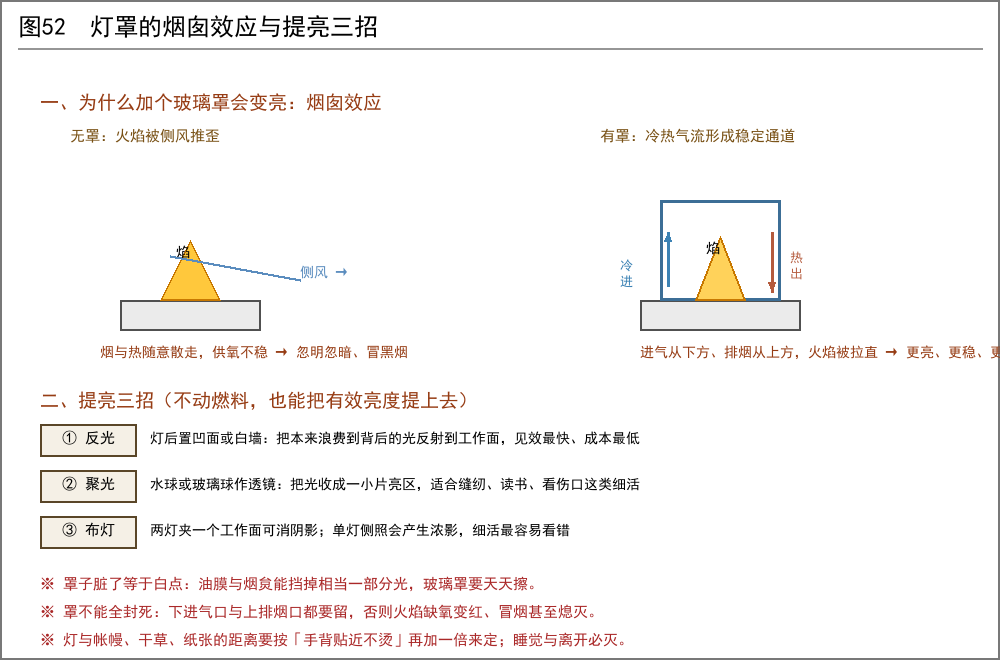 图52　灯罩的烟囱效应与提亮三招
一、为什么加个玻璃罩会变亮：烟囱效应
无罩：火焰被侧风推歪
有罩：冷热气流形成稳定通道
焰
侧风 →
焰
冷
进
热
出
烟与热随意散走，供氧不稳 → 忽明忽暗、冒黑烟
进气从下方、排烟从上方，火焰被拉直 → 更亮、更稳、更
二、提亮三招（不动燃料，也能把有效亮度提上去）
① 反光
灯后置凹面或白墙：把本来浪费到背后的光反射到工作面，见效最快、成本最低
② 聚光
水球或玻璃球作透镜：把光收成一小片亮区，适合缝纫、读书、看伤口这类细活
③ 布灯
两灯夹一个工作面可消阴影；单灯侧照会产生浓影，细活最容易看错
※ 罩子脏了等于白点：油膜与烟炱能挡掉相当一部分光，玻璃罩要天天擦。
※ 罩不能全封死：下进气口与上排烟口都要留，否则火焰缺氧变红、冒烟甚至熄灭。
※ 灯与帐幔、干草、纸张的距离要按「手背贴近不烫」再加一倍来定；睡觉与离开必灭。